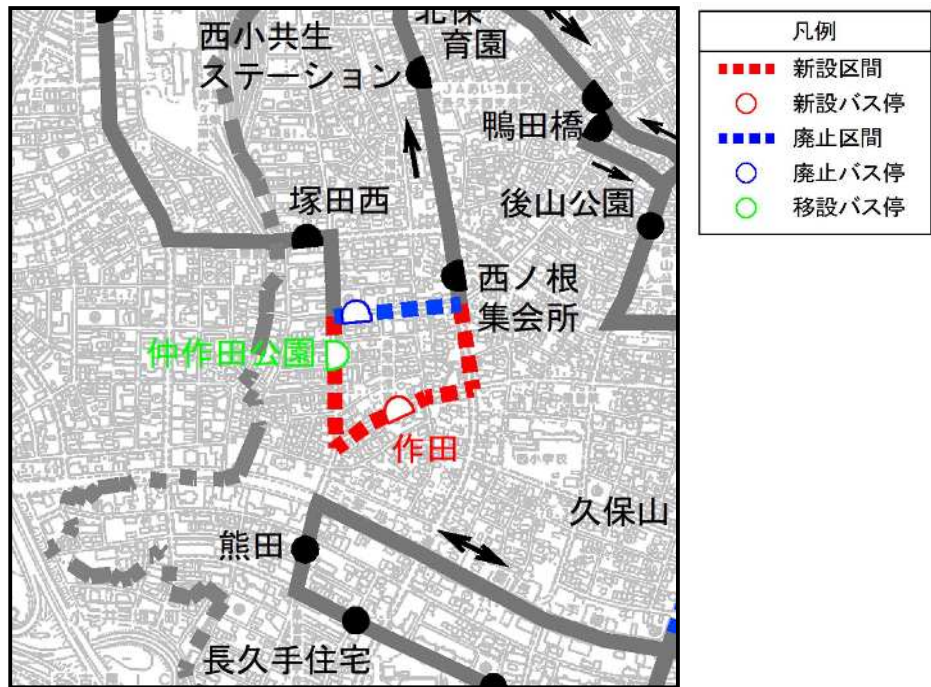 北保
育園
西小共生
ステーション
鴨田橋
塚田西
後山公園
西ノ根
集会所
仲作田公園
作田
久保山
熊田
長久手住宅
凡例
新設区間
新設バス停
廃止区間
廃止バス停
移設バス停